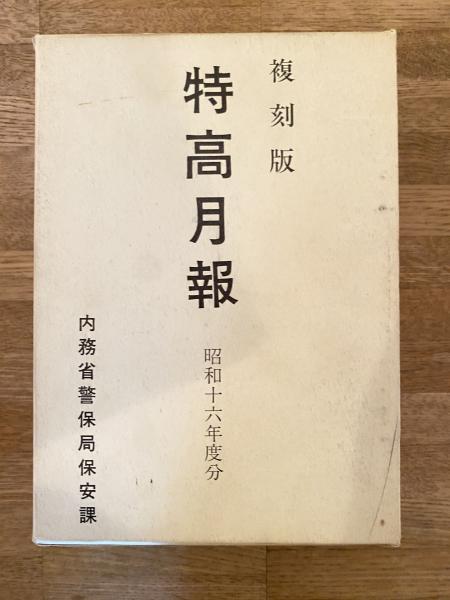 複刻版
特高月報
昭和十六年度分
内務省警保局保安課